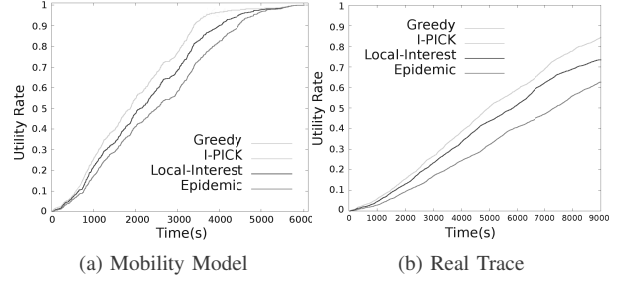 1
0.9
0.8
0.7
0.6
0.5
0.4
0.3
0.2
0.1
0
Utility Rate
Greedy
I-PICK
Local-Interest
Epidemic
0 1000 2000 3000 4000 5000 6000
Time(s)
(a) Mobility Model
1
0.9
0.8
0.7
0.6
0.5
0.4
0.3
0.2
0.1
0
Utility Rate
Greedy
I-PICK
Local-Interest
Epidemic
0 1000 2000 3000 4000 5000 6000 7000 8000 9000
Time(s)
(b) Real Trace